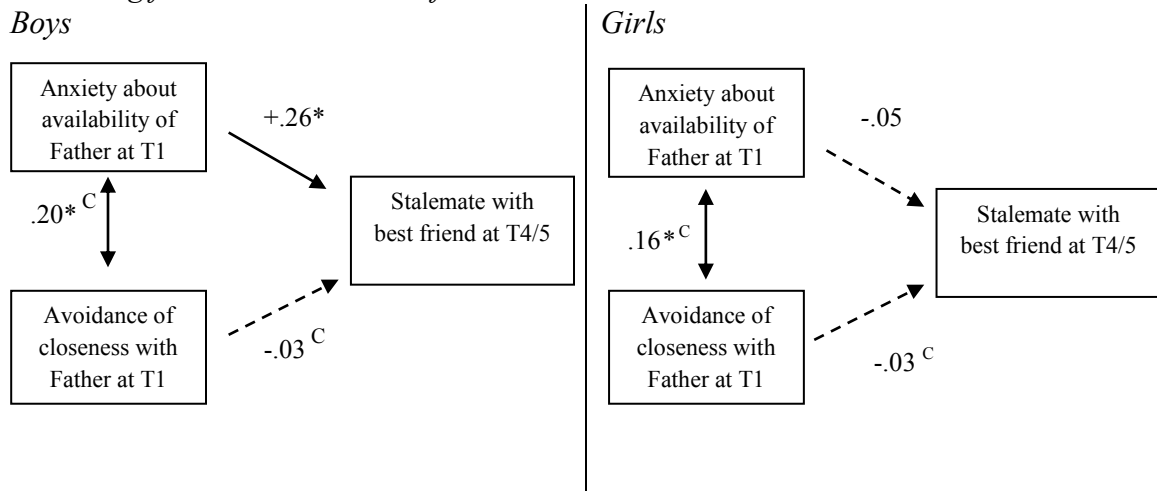 Boys
Anxiety about
availability of
Father at T1
+.26*
.20* C
Stalemate with
best friend at T4/5
Avoidance of
closeness with
Father at T1
-.03 C
Girls
Anxiety about
availability of
Father at T1
-.05
.16* C
Stalemate with
best friend at T4/5
Avoidance of
closeness with
Father at T1
-.03 C